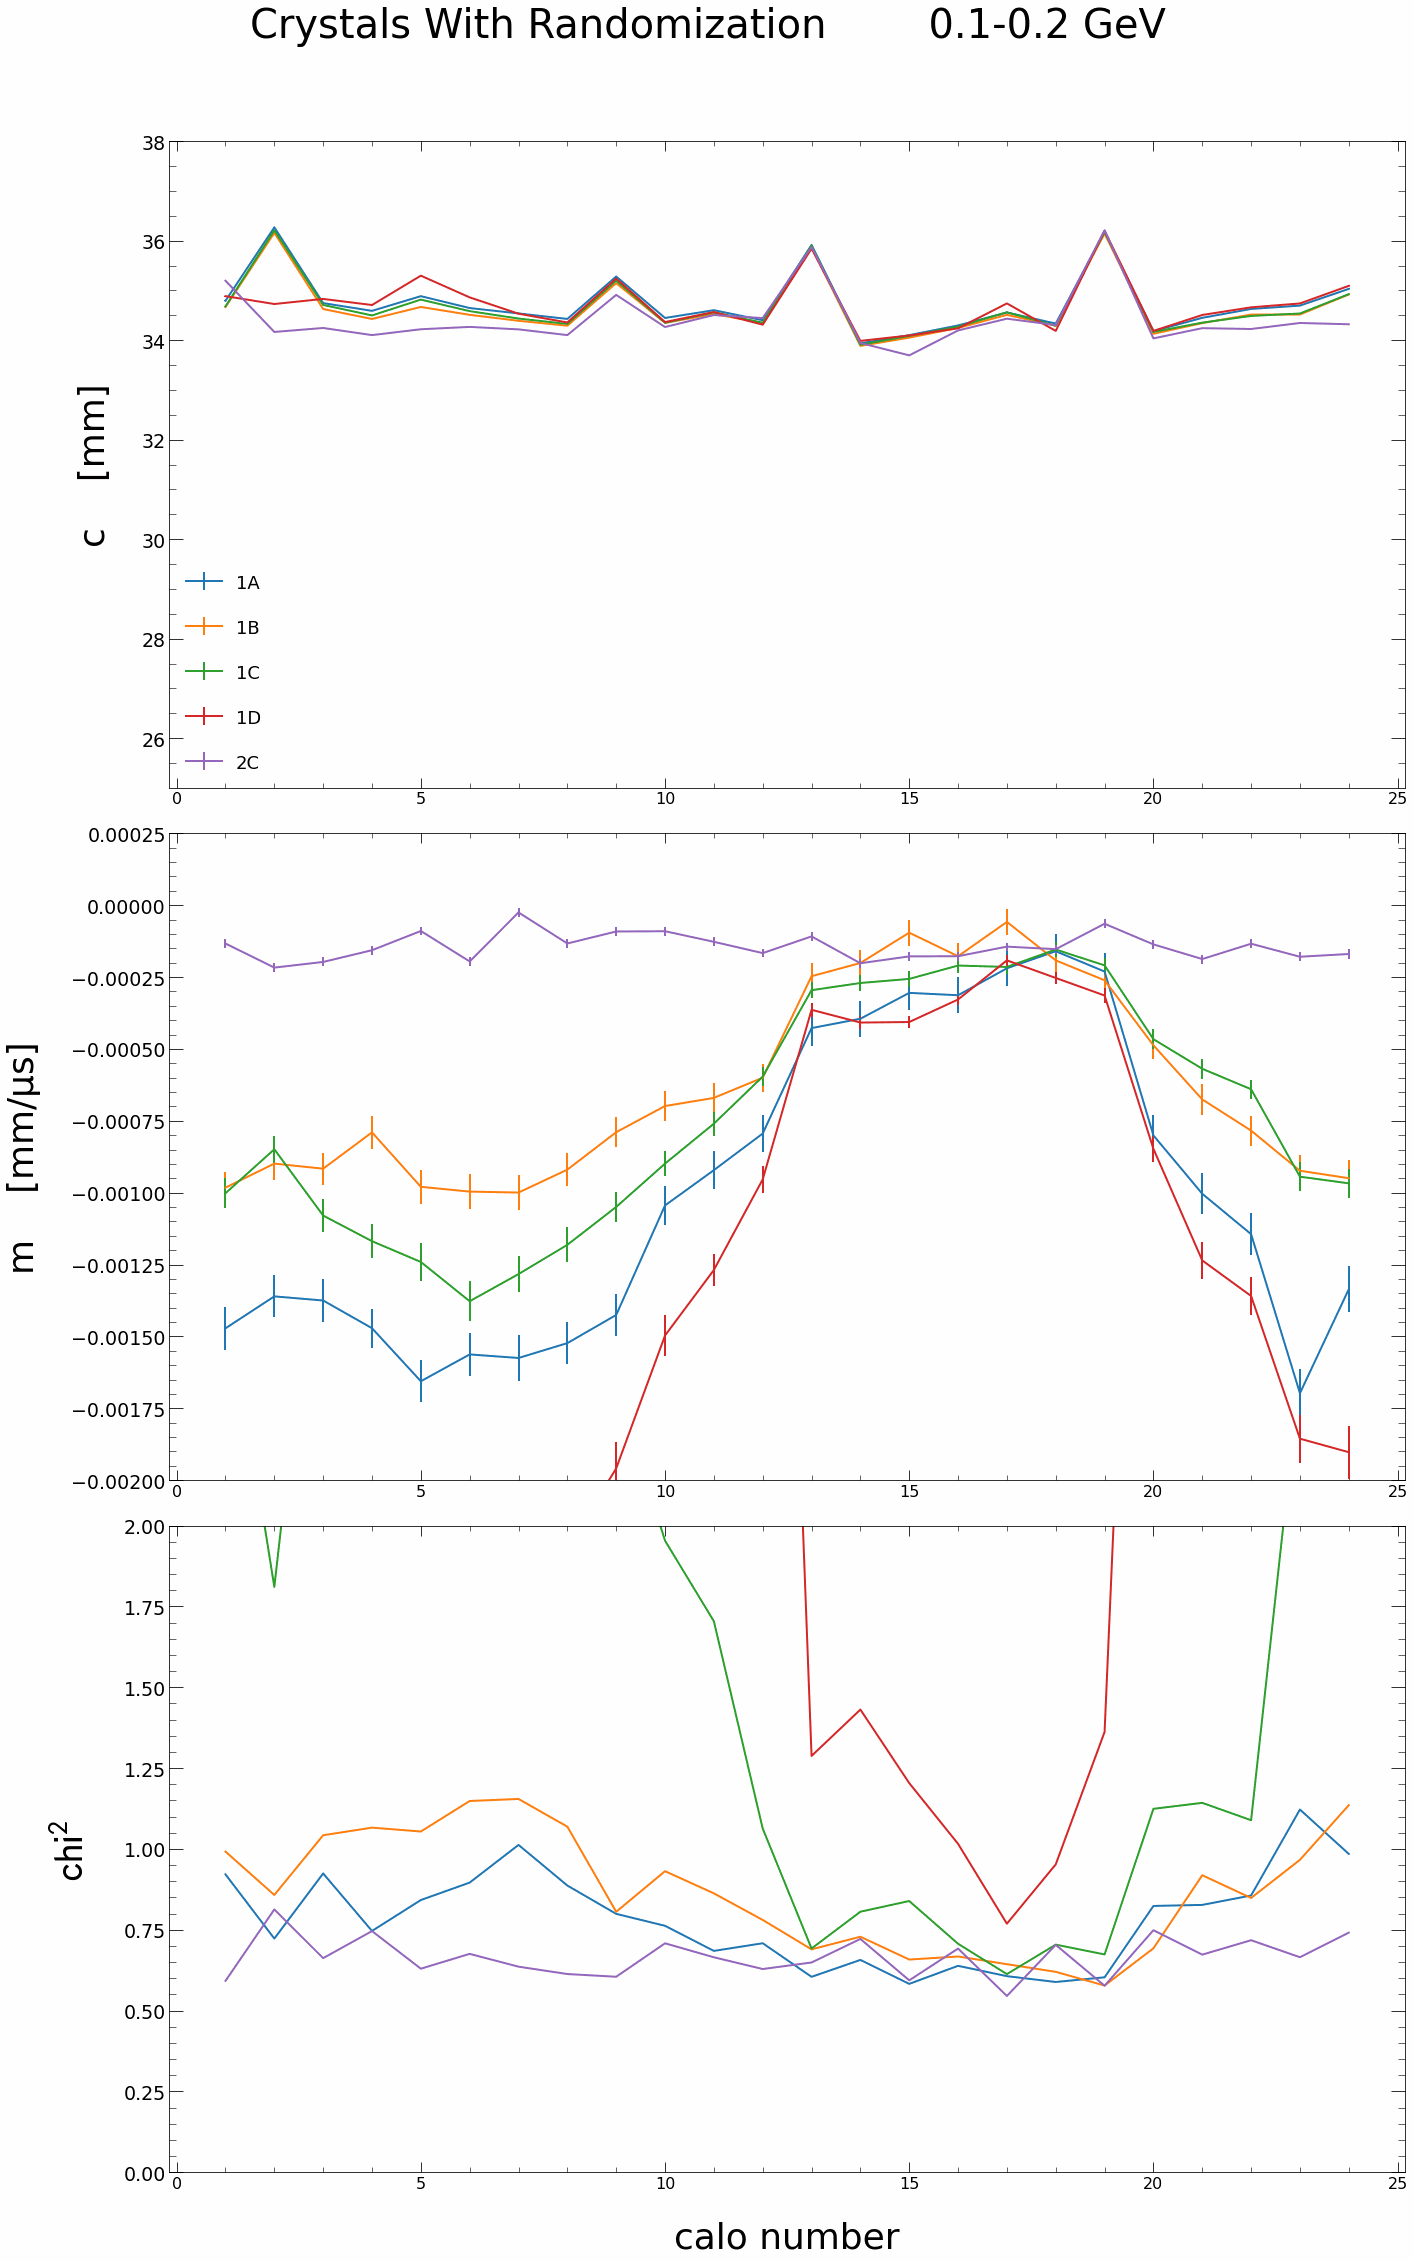 Crystals With Randomization 0.1-0.2 GeV
38
36
34
32
30
28
26
c [mm]
1A
1B
1C
1D
2C
0 5 10 15 20 25
0.00025
0.00000
−0.00025
−0.00050
−0.00075
−0.00100
−0.00125
−0.00150
−0.00175
−0.00200
m [mm/μs]
0 5 10 15 20 25
2.00
1.75
1.50
1.25
1.00
0.75
0.50
0.25
0.00
chi²
0 5 10 15 20 25
calo number